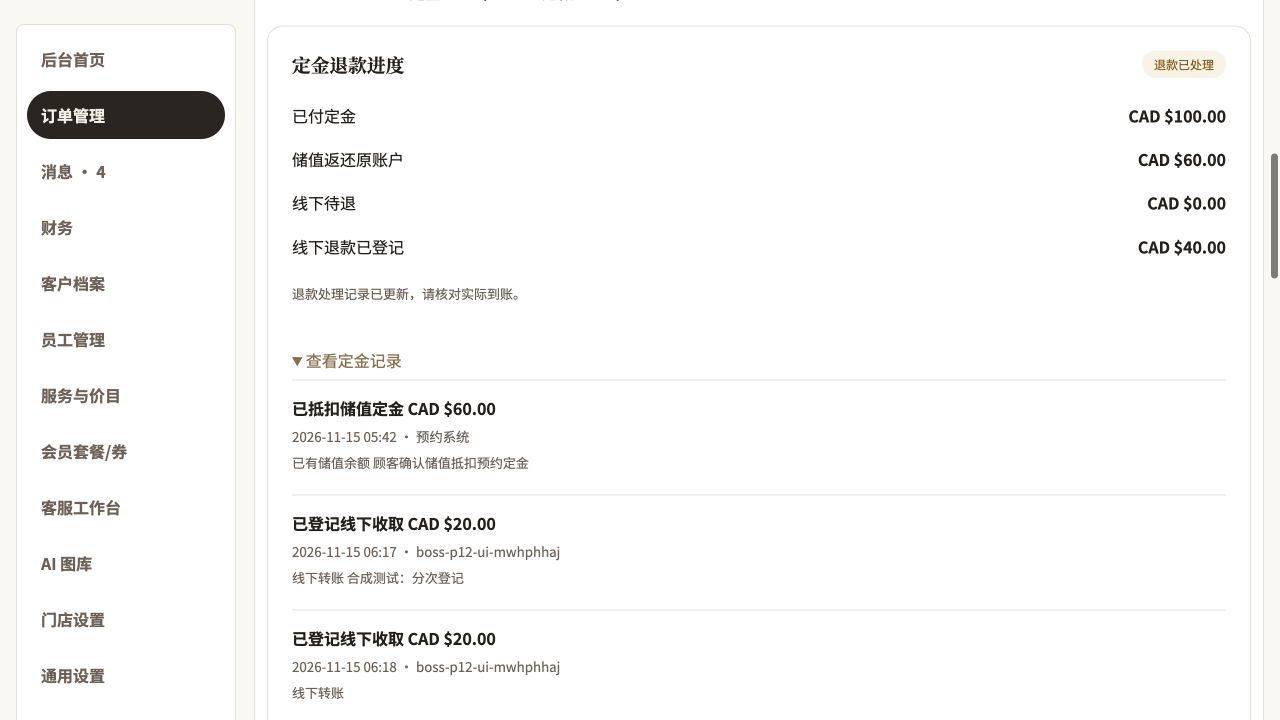 后台首页
订单管理
消息 · 4
财务
客户档案
员工管理
服务与价目
会员套餐/券
客服工作台
AI 图库
门店设置
通用设置
定金退款进度
退款已处理
已付定金 CAD $100.00
储值返还原账户 CAD $60.00
线下待退 CAD $0.00
线下退款已登记 CAD $40.00
退款处理记录已更新，请核对实际到账。
▼查看定金记录
已抵扣储值定金 CAD $60.00
2026-11-15 05:42 · 预约系统
已有储值余额 顾客确认储值抵扣预约定金
已登记线下收取 CAD $20.00
2026-11-15 06:17 · boss-p12-ui-mwhphhaj
线下转账 合成测试：分次登记
已登记线下收取 CAD $20.00
2026-11-15 06:18 · boss-p12-ui-mwhphhaj
线下转账